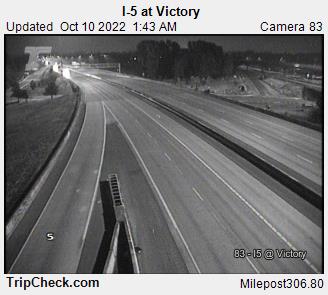 I-5 at Victory
Updated Oct 10 2022 1:43 AM Camera 83
S
83 - I5 @ Victory
TripCheck.com Milepost306.80